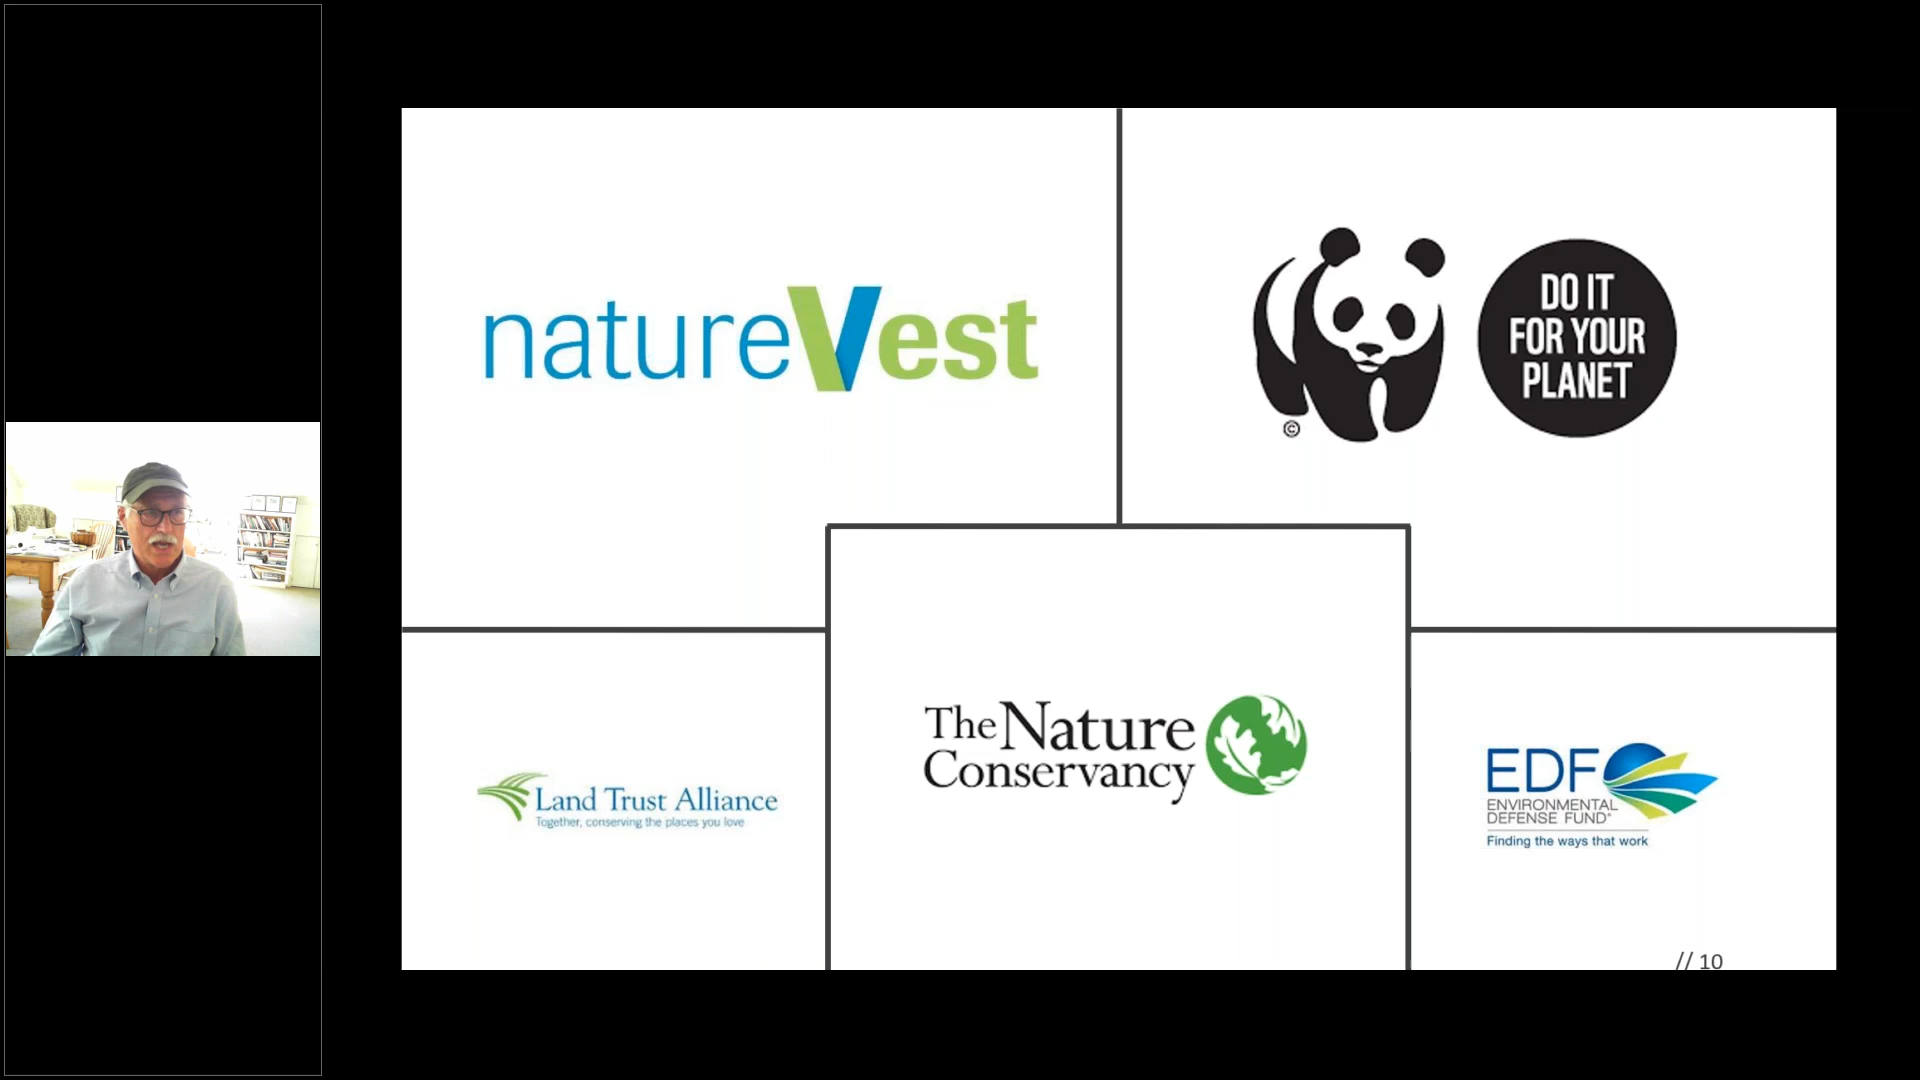 natureVest
DO IT
FOR YOUR
PLANET
©
Land Trust Alliance
Together, conserving the places you love
The Nature
Conservancy
EDF
ENVIRONMENTAL
DEFENSE FUND®
Finding the ways that work
// 10